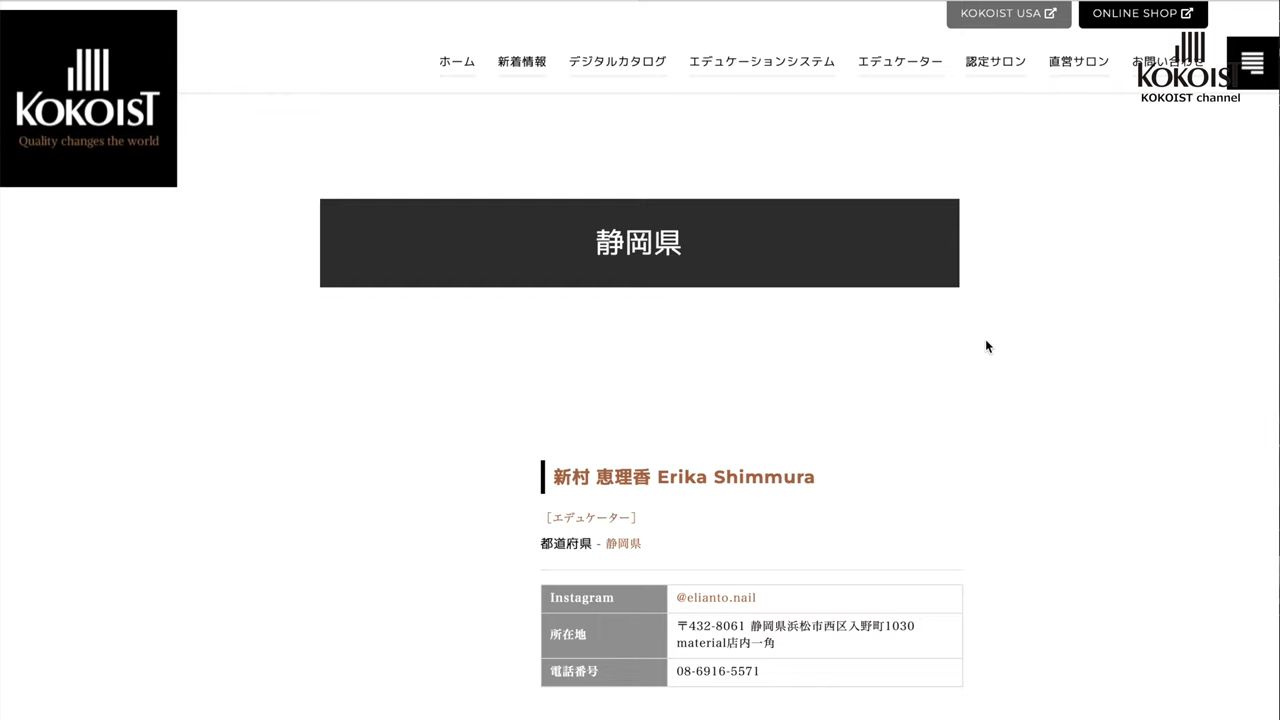 KOKOIST USA
ONLINE SHOP
KOKOIST
Quality changes the world
ホーム
新着情報
デジタルカタログ
エデュケーションシステム
エデュケーター
認定サロン
直営サロン
お問い合わせ
KOKOIST
KOKOIST channel
静岡県
新村 恵理香 Erika Shimmura
［エデュケーター］
都道府県 - 静岡県
Instagram @elianto.nail
所在地 〒432-8061 静岡県浜松市西区入野町1030
material店内一角
電話番号 08-6916-5571